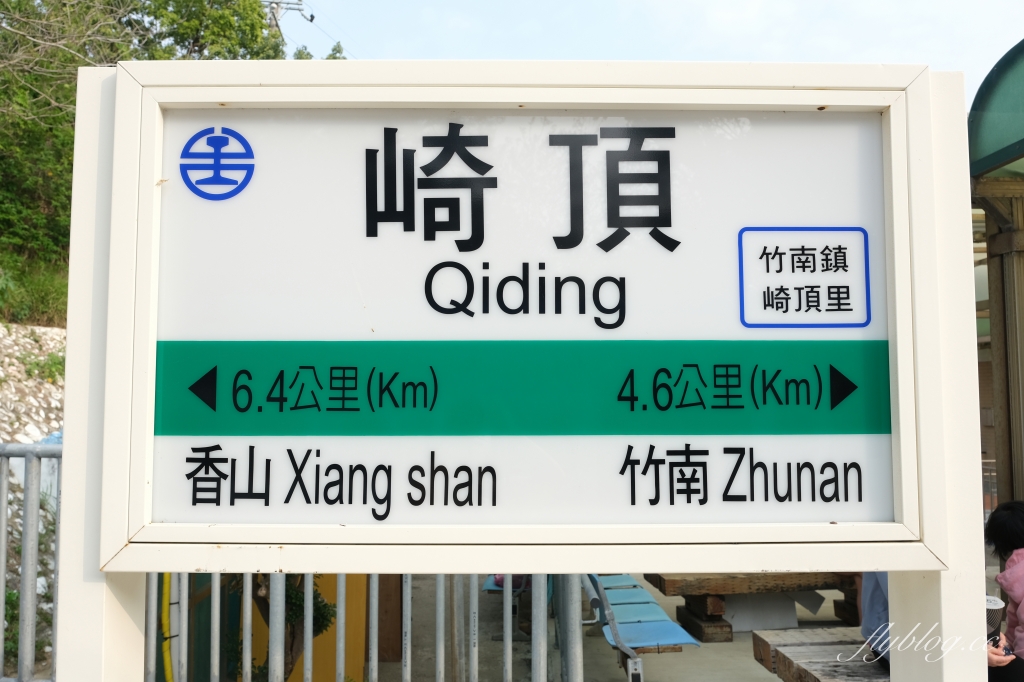 崎頂
Qiding
竹南鎮
崎頂里
6.4公里(Km)
4.6公里(Km)
香山 Xiang shan
竹南 Zhunan
flyblog.cc